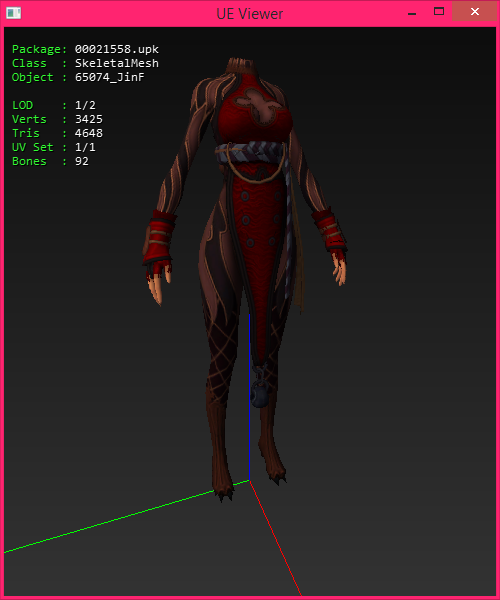 UE Viewer
Package: 00021558.upk
Class  : SkeletalMesh
Object : 65074_JinF
LOD    : 1/2
Verts  : 3425
Tris   : 4648
UV Set : 1/1
Bones  : 92